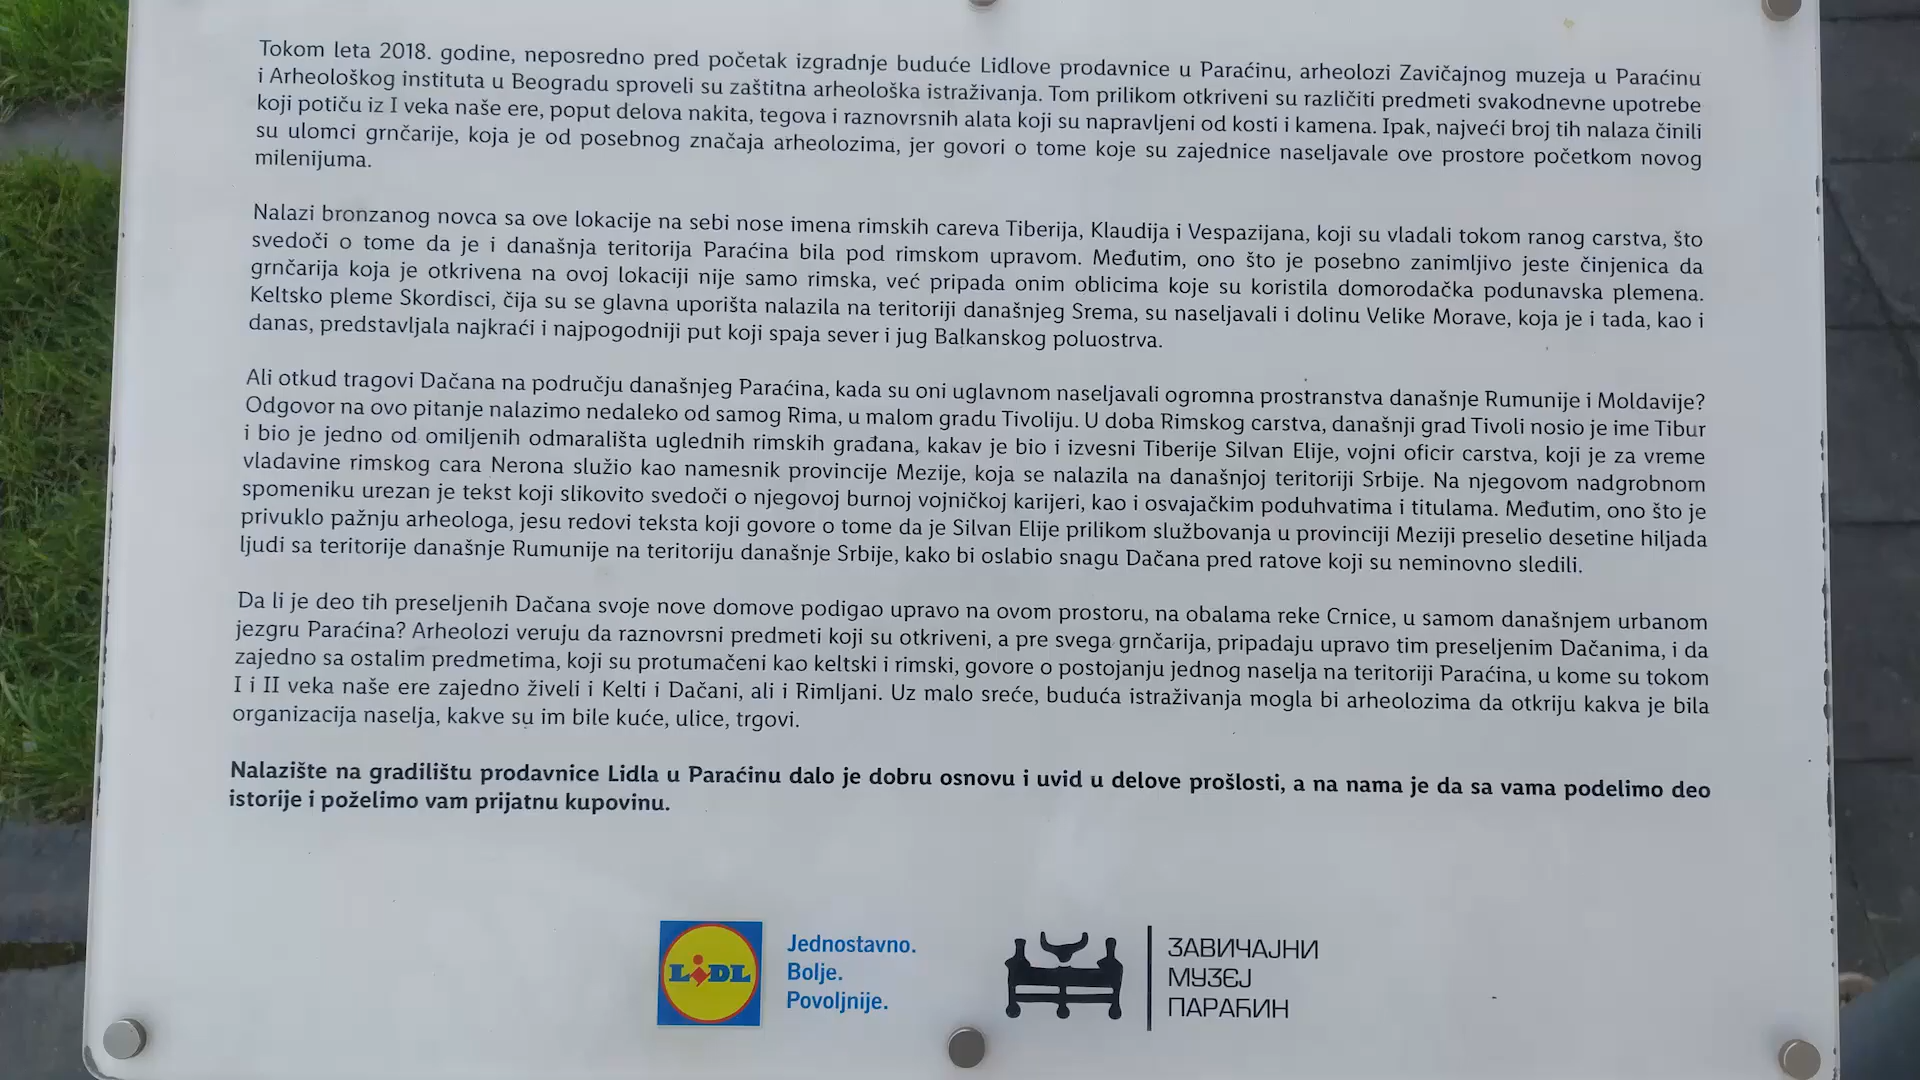 Tokom leta 2018. godine, neposredno pred početak izgradnje buduće Lidlove prodavnice u Paraćinu, arheolozi Zavičajnog muzeja u Paraćinu
i Arheološkog instituta u Beogradu sproveli su zaštitna arheološka istraživanja. Tom prilikom otkriveni su različiti predmeti svakodnevne upotrebe
koji potiču iz I veka naše ere, poput delova nakita, tegova i raznovrsnih alata koji su napravljeni od kosti i kamena. Ipak, najveći broj tih nalaza činili
su ulomci grnčarije, koja je od posebnog značaja arheolozima, jer govori o tome koje su zajednice naseljavale ove prostore početkom novog
milenijuma.
Nalazi bronzanog novca sa ove lokacije na sebi nose imena rimskih careva Tiberija, Klaudija i Vespazijana, koji su vladali tokom ranog carstva, što
svedoči o tome da je i današnja teritorija Paraćina bila pod rimskom upravom. Međutim, ono što je posebno zanimljivo jeste činjenica da
grnčarija koja je otkrivena na ovoj lokaciji nije samo rimska, već pripada onim oblicima koje su koristila domorodačka podunavska plemena.
Keltsko pleme Skordisci, čija su se glavna uporišta nalazila na teritoriji današnjeg Srema, su naseljavali i dolinu Velike Morave, koja je i tada, kao i
danas, predstavljala najkraći i najpogodniji put koji spaja sever i jug Balkanskog poluostrva.
Ali otkud tragovi Dačana na području današnjeg Paraćina, kada su oni uglavnom naseljavali ogromna prostranstva današnje Rumunije i Moldavije?
Odgovor na ovo pitanje nalazimo nedaleko od samog Rima, u malom gradu Tivoliju. U doba Rimskog carstva, današnji grad Tivoli nosio je ime Tibur
i bio je jedno od omiljenih odmarališta uglednih rimskih građana, kakav je bio i izvesni Tiberije Silvan Elije, vojni oficir carstva, koji je za vreme
vladavine rimskog cara Nerona služio kao namesnik provincije Mezije, koja se nalazila na današnjoj teritoriji Srbije. Na njegovom nadgrobnom
spomeniku urezan je tekst koji slikovito svedoči o njegovoj burnoj vojničkoj karijeri, kao i osvajačkim poduhvatima i titulama. Međutim, ono što je
privuklo pažnju arheologa, jesu redovi teksta koji govore o tome da je Silvan Elije prilikom službovanja u provinciji Meziji preselio desetine hiljada
ljudi sa teritorije današnje Rumunije na teritoriju današnje Srbije, kako bi oslabio snagu Dačana pred ratove koji su neminovno sledili.
Da li je deo tih preseljenih Dačana svoje nove domove podigao upravo na ovom prostoru, na obalama reke Crnice, u samom današnjem urbanom
jezgru Paraćina? Arheolozi veruju da raznovrsni predmeti koji su otkriveni, a pre svega grnčarija, pripadaju upravo tim preseljenim Dačanima, i da
zajedno sa ostalim predmetima, koji su protumačeni kao keltski i rimski, govore o postojanju jednog naselja na teritoriji Paraćina, u kome su tokom
I i II veka naše ere zajedno živeli i Kelti i Dačani, ali i Rimljani. Uz malo sreće, buduća istraživanja mogla bi arheolozima da otkriju kakva je bila
organizacija naselja, kakve su im bile kuće, ulice, trgovi.
Nalazište na gradilištu prodavnice Lidla u Paraćinu dalo je dobru osnovu i uvid u delove prošlosti, a na nama je da sa vama podelimo deo
istorije i poželimo vam prijatnu kupovinu.
LIDL
Jednostavno.
Bolje.
Povoljnije.
ЗАВИЧАЈНИ
МУЗЕЈ
ПАРАЋИН